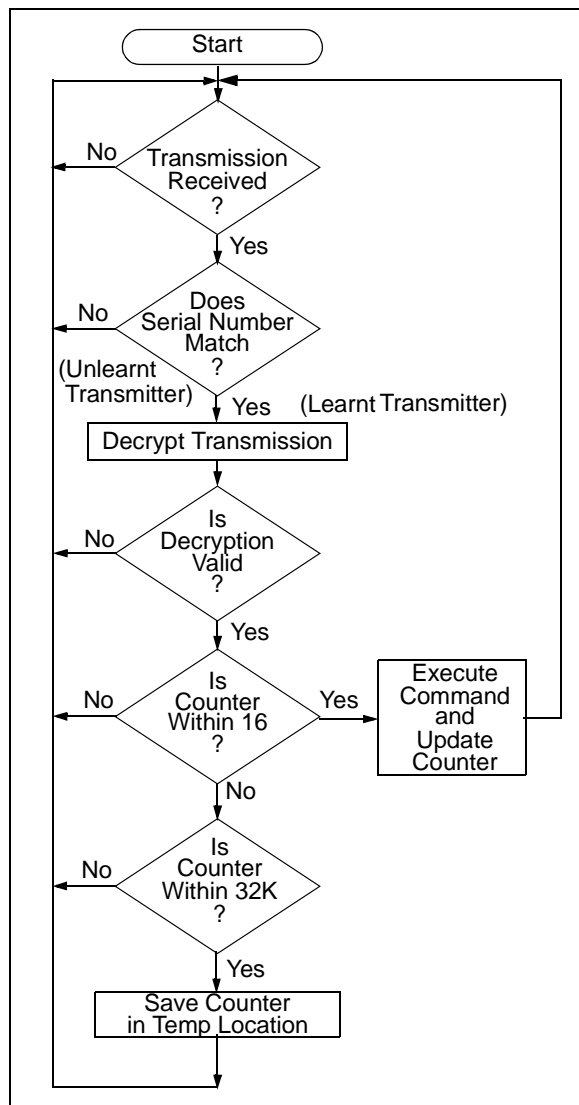 Start
No
Transmission
Received
?
Yes
No
Does
Serial Number
Match
?
(Unlearnt
Transmitter)
Yes
(Learnt Transmitter)
Decrypt Transmission
No
Is
Decryption
Valid
?
Yes
No
Is
Counter
Within 16
?
Yes
Execute
Command
and
Update
Counter
No
No
Is
Counter
Within 32K
?
Yes
Save Counter
in Temp Location